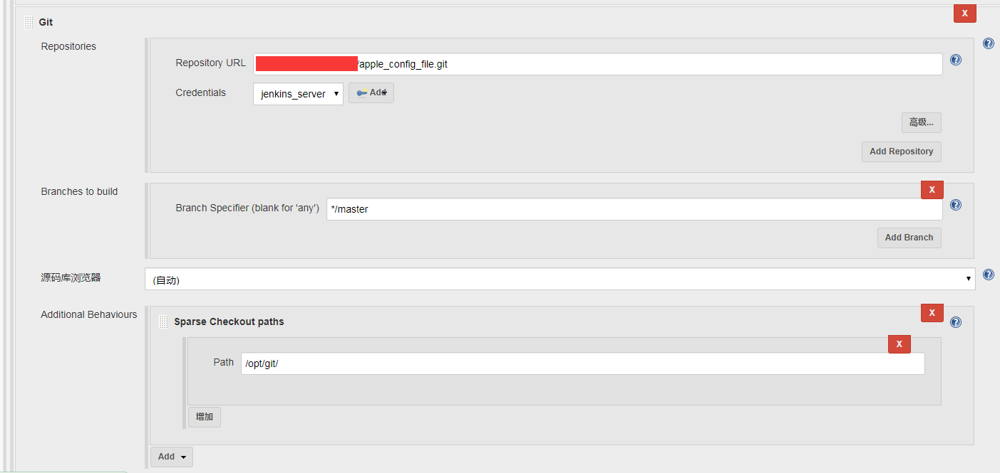 Git
X
Repositories
Repository URL /apple_config_file.git
Credentials jenkins_server Add
高级...
Add Repository
Branches to build
X
Branch Specifier (blank for 'any') */master
Add Branch
源码库浏览器 (自动)
Additional Behaviours
Sparse Checkout paths
X
X
Path /opt/git/
增加
Add